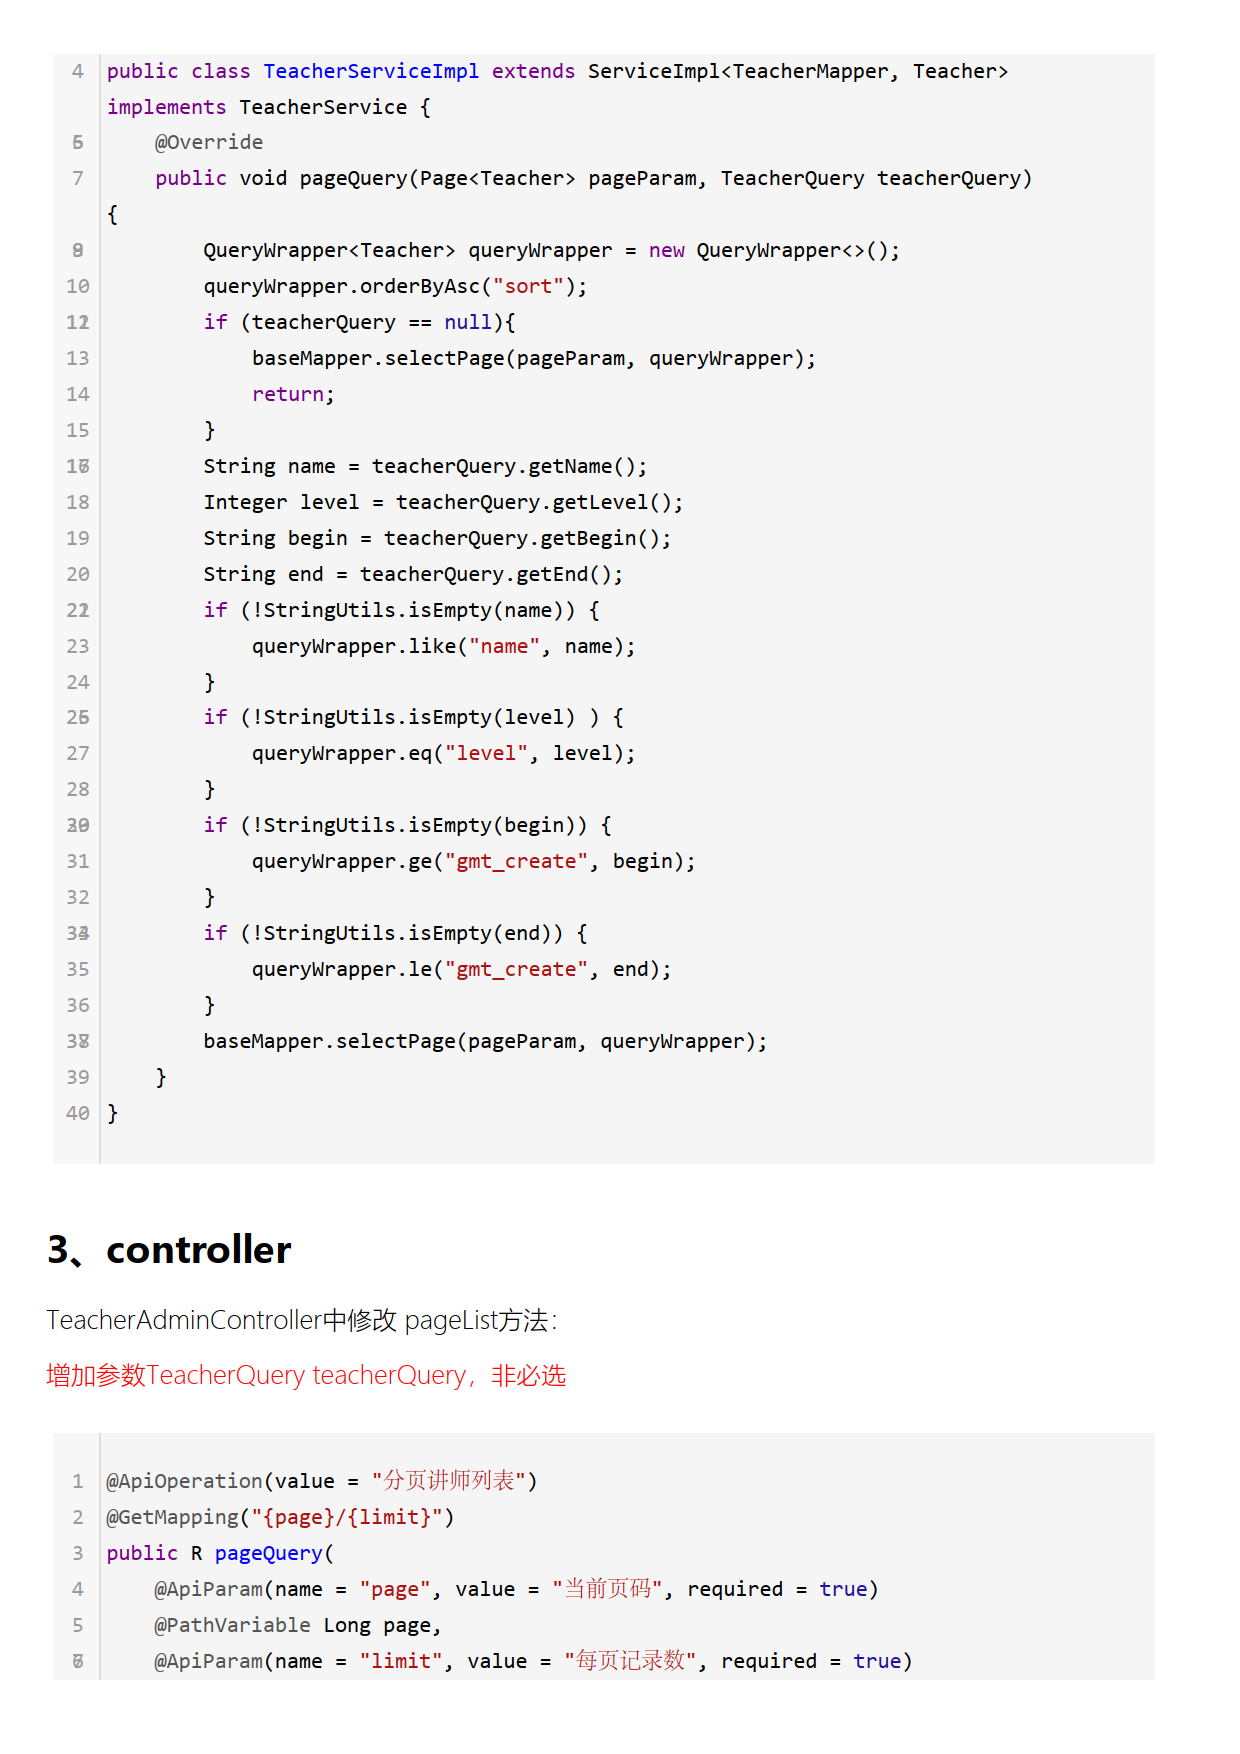 4 public class TeacherServiceImpl extends ServiceImpl<TeacherMapper, Teacher>
implements TeacherService {
@Override
7 public void pageQuery(Page<Teacher> pageParam, TeacherQuery teacherQuery)
{
QueryWrapper<Teacher> queryWrapper = new QueryWrapper<>();
10 queryWrapper.orderByAsc("sort");
if (teacherQuery == null){
13 baseMapper.selectPage(pageParam, queryWrapper);
14 return;
15 }
String name = teacherQuery.getName();
18 Integer level = teacherQuery.getLevel();
19 String begin = teacherQuery.getBegin();
20 String end = teacherQuery.getEnd();
if (!StringUtils.isEmpty(name)) {
23 queryWrapper.like("name", name);
24 }
if (!StringUtils.isEmpty(level) ) {
27 queryWrapper.eq("level", level);
28 }
if (!StringUtils.isEmpty(begin)) {
31 queryWrapper.ge("gmt_create", begin);
32 }
if (!StringUtils.isEmpty(end)) {
35 queryWrapper.le("gmt_create", end);
36 }
baseMapper.selectPage(pageParam, queryWrapper);
39 }
40 }
3、controller
TeacherAdminController中修改 pageList方法：
增加参数TeacherQuery teacherQuery，非必选
1 @ApiOperation(value = "分页讲师列表")
2 @GetMapping("{page}/{limit}")
3 public R pageQuery(
4 @ApiParam(name = "page", value = "当前页码", required = true)
5 @PathVariable Long page,
@ApiParam(name = "limit", value = "每页记录数", required = true)